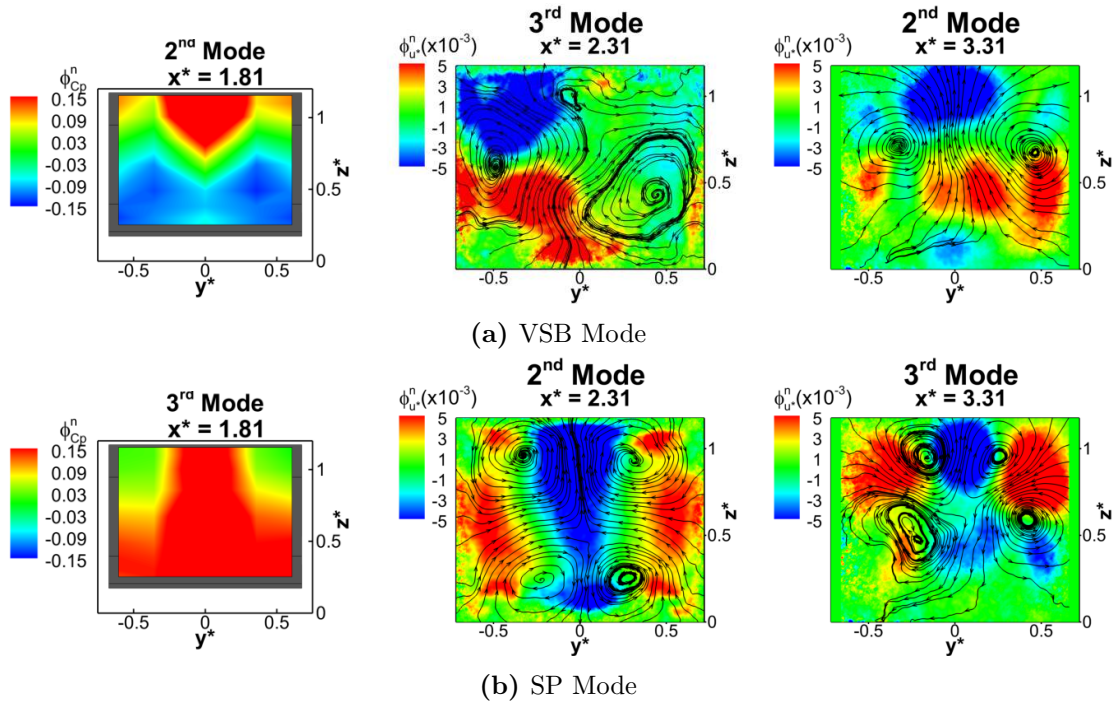 2nd Mode
x* = 1.81
ϕⁿ_Cp
0.15
0.09
0.03
-0.03
-0.09
-0.15
1
0.5
0
z*
-0.5 0 0.5
y*
3rd Mode
x* = 2.31
ϕⁿ_u*(x10⁻³)
5
3
1
-1
-3
-5
1
0.5
0
z*
-0.5 0 0.5
y*
2nd Mode
x* = 3.31
ϕⁿ_u*(x10⁻³)
5
3
1
-1
-3
-5
1
0.5
0
z*
-0.5 0 0.5
y*
(a) VSB Mode
3rd Mode
x* = 1.81
ϕⁿ_Cp
0.15
0.09
0.03
-0.03
-0.09
-0.15
1
0.5
0
z*
-0.5 0 0.5
y*
2nd Mode
x* = 2.31
ϕⁿ_u*(x10⁻³)
5
3
1
-1
-3
-5
1
0.5
0
z*
-0.5 0 0.5
y*
3rd Mode
x* = 3.31
ϕⁿ_u*(x10⁻³)
5
3
1
-1
-3
-5
1
0.5
0
z*
-0.5 0 0.5
y*
(b) SP Mode